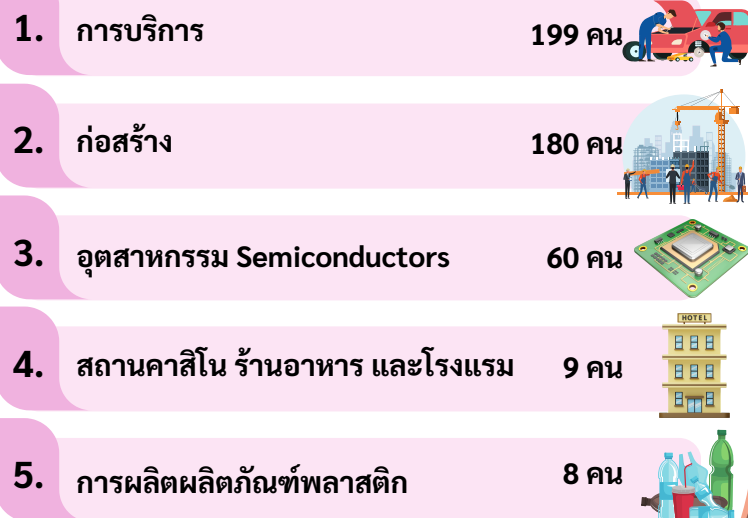 1. การบริการ 199 คน
2. ก่อสร้าง 180 คน
3. อุตสาหกรรม Semiconductors 60 คน
HOTEL
4. สถานคาสิโน ร้านอาหาร และโรงแรม 9 คน
5. การผลิตผลิตภัณฑ์พลาสติก 8 คน